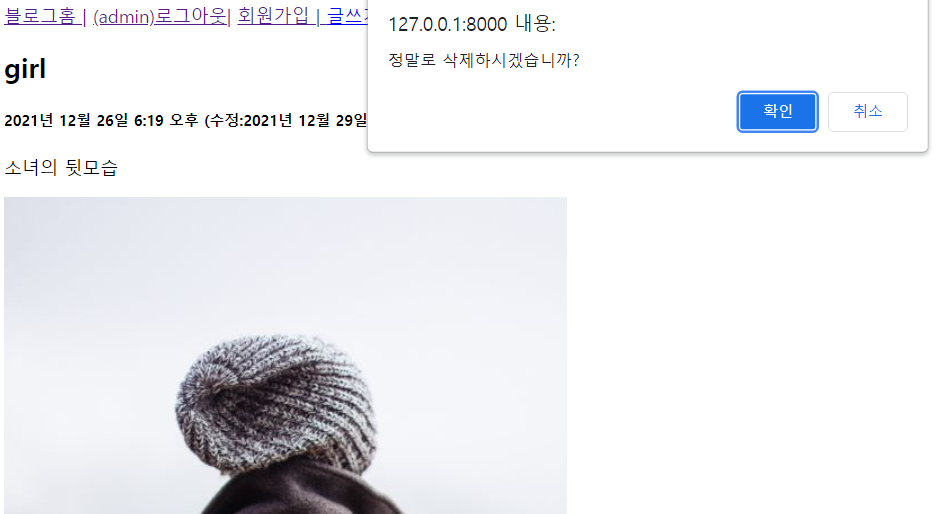 블로그홈 | (admin)로그아웃| 회원가입 | 글쓰
127.0.0.1:8000 내용:
정말로 삭제하시겠습니까?
확인 취소
girl
2021년 12월 26일 6:19 오후 (수정:2021년 12월 29일
소녀의 뒷모습